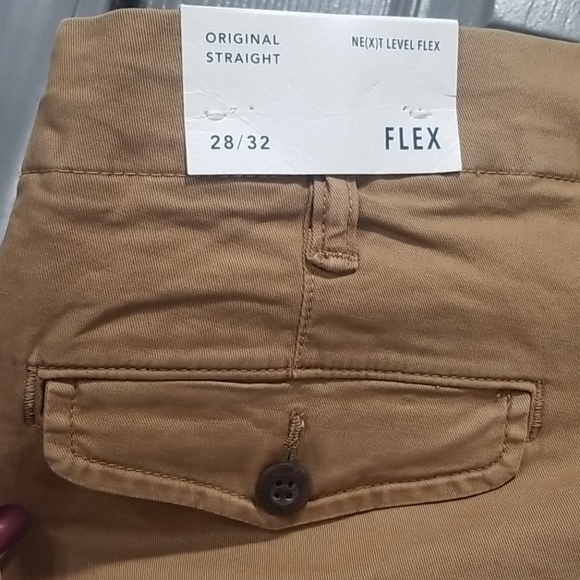 ORIGINAL
STRAIGHT
NE(X)T LEVEL FLEX
28/32
FLEX